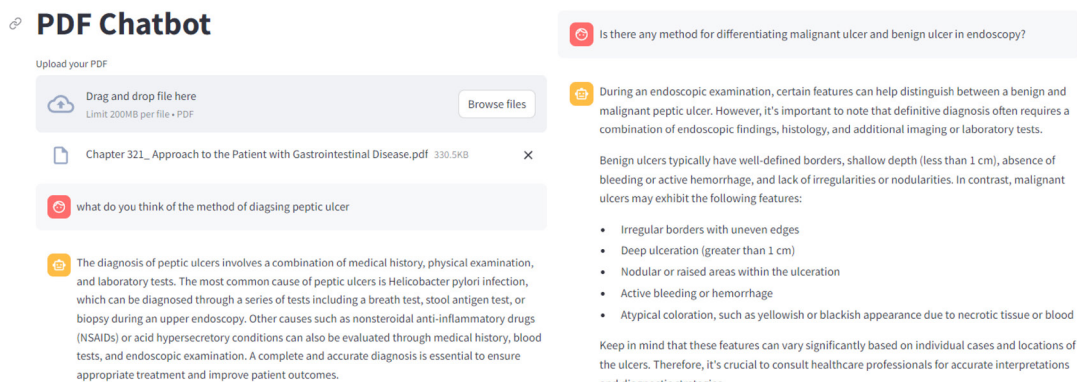 PDF Chatbot
Upload your PDF
Drag and drop file here
Limit 200MB per file • PDF
Browse files
Chapter 321_ Approach to the Patient with Gastrointestinal Disease.pdf 330.5KB
what do you think of the method of diagsing peptic ulcer
The diagnosis of peptic ulcers involves a combination of medical history, physical examination,
and laboratory tests. The most common cause of peptic ulcers is Helicobacter pylori infection,
which can be diagnosed through a series of tests including a breath test, stool antigen test, or
biopsy during an upper endoscopy. Other causes such as nonsteroidal anti-inflammatory drugs
(NSAIDs) or acid hypersecretory conditions can also be evaluated through medical history, blood
tests, and endoscopic examination. A complete and accurate diagnosis is essential to ensure
appropriate treatment and improve patient outcomes.
Is there any method for differentiating malignant ulcer and benign ulcer in endoscopy?
During an endoscopic examination, certain features can help distinguish between a benign and
malignant peptic ulcer. However, it's important to note that definitive diagnosis often requires a
combination of endoscopic findings, histology, and additional imaging or laboratory tests.
Benign ulcers typically have well-defined borders, shallow depth (less than 1 cm), absence of
bleeding or active hemorrhage, and lack of irregularities or nodularities. In contrast, malignant
ulcers may exhibit the following features:
• Irregular borders with uneven edges
• Deep ulceration (greater than 1 cm)
• Nodular or raised areas within the ulceration
• Active bleeding or hemorrhage
• Atypical coloration, such as yellowish or blackish appearance due to necrotic tissue or blood
Keep in mind that these features can vary significantly based on individual cases and locations of
the ulcers. Therefore, it's crucial to consult healthcare professionals for accurate interpretations